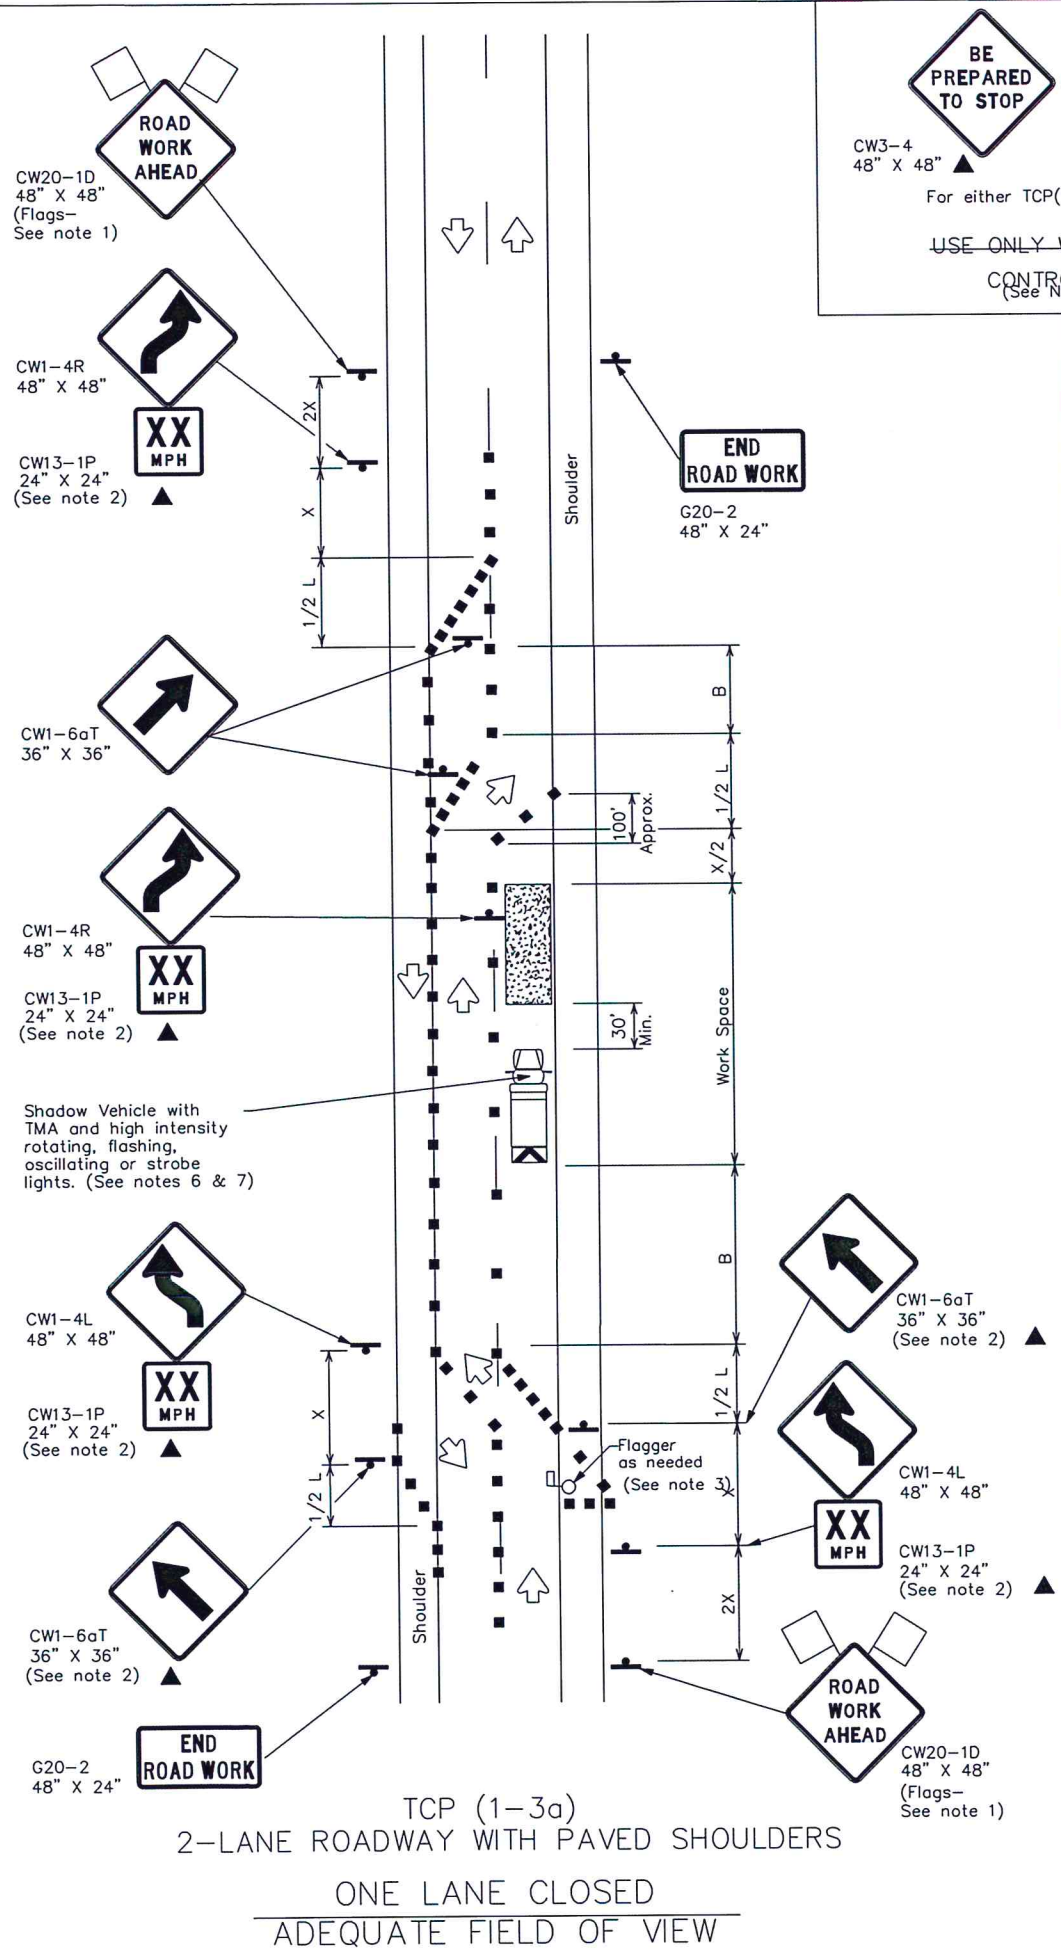 BE
PREPARED
TO STOP
CW3-4
48" X 48"
For either TCP(
USE ONLY
CONTR
(See N
ROAD
WORK
AHEAD
CW20-1D
48" X 48"
(Flags-
See note 1)
CW1-4R
48" X 48"
XX
MPH
CW13-1P
24" X 24"
(See note 2)
2X
X
1/2 L
Shoulder
END
ROAD WORK
G20-2
48" X 24"
CW1-6aT
36" X 36"
B
1/2 L
100'
Approx.
X/2
CW1-4R
48" X 48"
XX
MPH
CW13-1P
24" X 24"
(See note 2)
30'
Min.
Work Space
Shadow Vehicle with
TMA and high intensity
rotating, flashing,
oscillating or strobe
lights. (See notes 6 & 7)
B
CW1-6aT
36" X 36"
(See note 2)
CW1-4L
48" X 48"
XX
MPH
CW13-1P
24" X 24"
(See note 2)
X
1/2 L
1/2 L
Flagger
as needed
(See note 3)
X
CW1-4L
48" X 48"
XX
MPH
CW13-1P
24" X 24"
(See note 2)
2X
CW1-6aT
36" X 36"
(See note 2)
Shoulder
ROAD
WORK
AHEAD
CW20-1D
48" X 48"
(Flags-
See note 1)
END
ROAD WORK
G20-2
48" X 24"
TCP (1-3a)
2-LANE ROADWAY WITH PAVED SHOULDERS
ONE LANE CLOSED
ADEQUATE FIELD OF VIEW